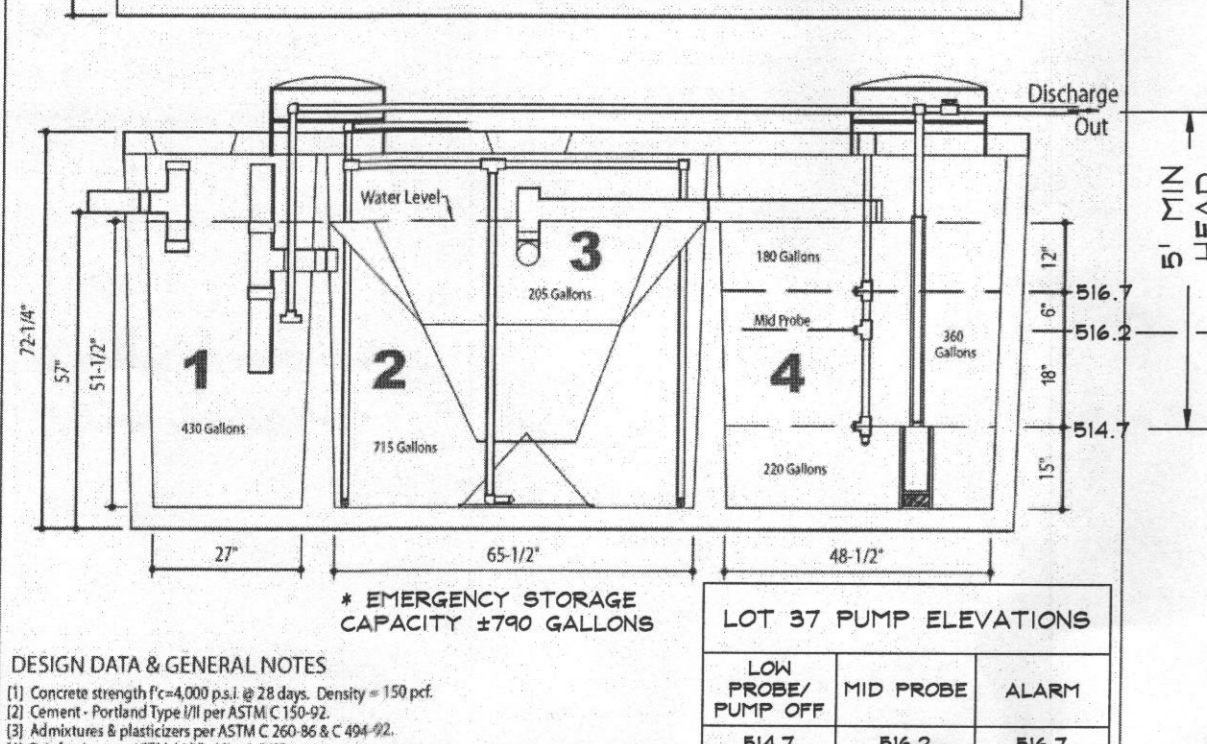 Discharge
Out
Water Level
72-1/4"
57"
51-1/2"
1
430 Gallons
2
715 Gallons
3
205 Gallons
180 Gallons
Mid Probe
4
360
Gallons
220 Gallons
12"
6"
18"
15"
516.7
516.2
514.7
5' MIN
HEAD
27"
65-1/2"
48-1/2"
* EMERGENCY STORAGE
CAPACITY ±790 GALLONS
LOT 37 PUMP ELEVATIONS
LOW
PROBE/
PUMP OFF
MID PROBE
ALARM
514.7
516.2
516.7
DESIGN DATA & GENERAL NOTES
[1] Concrete strength f'c=4,000 p.s.i. @ 28 days. Density = 150 pcf.
[2] Cement - Portland Type I/II per ASTM C 150-92.
[3] Admixtures & plasticizers per ASTM C 260-86 & C 494-92.